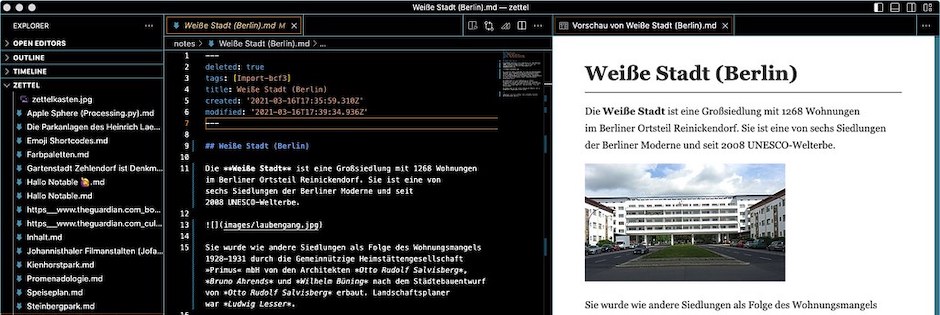 Weiße Stadt (Berlin).md — zettel
EXPLORER
OPEN EDITORS
OUTLINE
TIMELINE
ZETTEL
zettelkasten.jpg
Apple Sphere (Processing.py).md
Die Parkanlagen des Heinrich Lae...
Emoji Shortcodes.md
Farbpaletten.md
Gartenstadt Zehlendorf ist Denkm...
Hallo Notable 🙋.md
Hallo Notable.md
https__www.theguardian.com_bo...
https__www.theguardian.com_cul...
Inhalt.md
Johannisthaler Filmanstalten (Jofa...
Kienhorstpark.md
Promenadologie.md
Speiseplan.md
Steinbergpark.md
Weiße Stadt (Berlin).md M
notes > Weiße Stadt (Berlin).md > ...
1 ---
2 deleted: true
3 tags: [Import-bcf3]
4 title: Weiße Stadt (Berlin)
5 created: '2021-03-16T17:35:59.310Z'
6 modified: '2021-03-16T17:39:34.936Z'
7 ---
8
9 ## Weiße Stadt (Berlin)
10
11 Die **Weiße Stadt** ist eine Großsiedlung mit 1268 Wohnungen
im Berliner Ortsteil Reinickendorf. Sie ist eine von
sechs Siedlungen der Berliner Moderne und seit
2008 UNESCO-Welterbe.
12
13 ![](images/laubengang.jpg)
14
15 Sie wurde wie andere Siedlungen als Folge des Wohnungsmangels
1928–1931 durch die Gemeinnützige Heimstättengesellschaft
»Primus« mbH von den Architekten *Otto Rudolf Salvisberg*,
*Bruno Ahrends* und *Wilhelm Büning* nach dem Städtebauentwurf
von *Otto Rudolf Salvisberg* erbaut. Landschaftsplaner
war *Ludwig Lesser*.
16
Vorschau von Weiße Stadt (Berlin).md
Weiße Stadt (Berlin)
Die Weiße Stadt ist eine Großsiedlung mit 1268 Wohnungen
im Berliner Ortsteil Reinickendorf. Sie ist eine von sechs Siedlungen
der Berliner Moderne und seit 2008 UNESCO-Welterbe.
Sie wurde wie andere Siedlungen als Folge des Wohnungsmangels